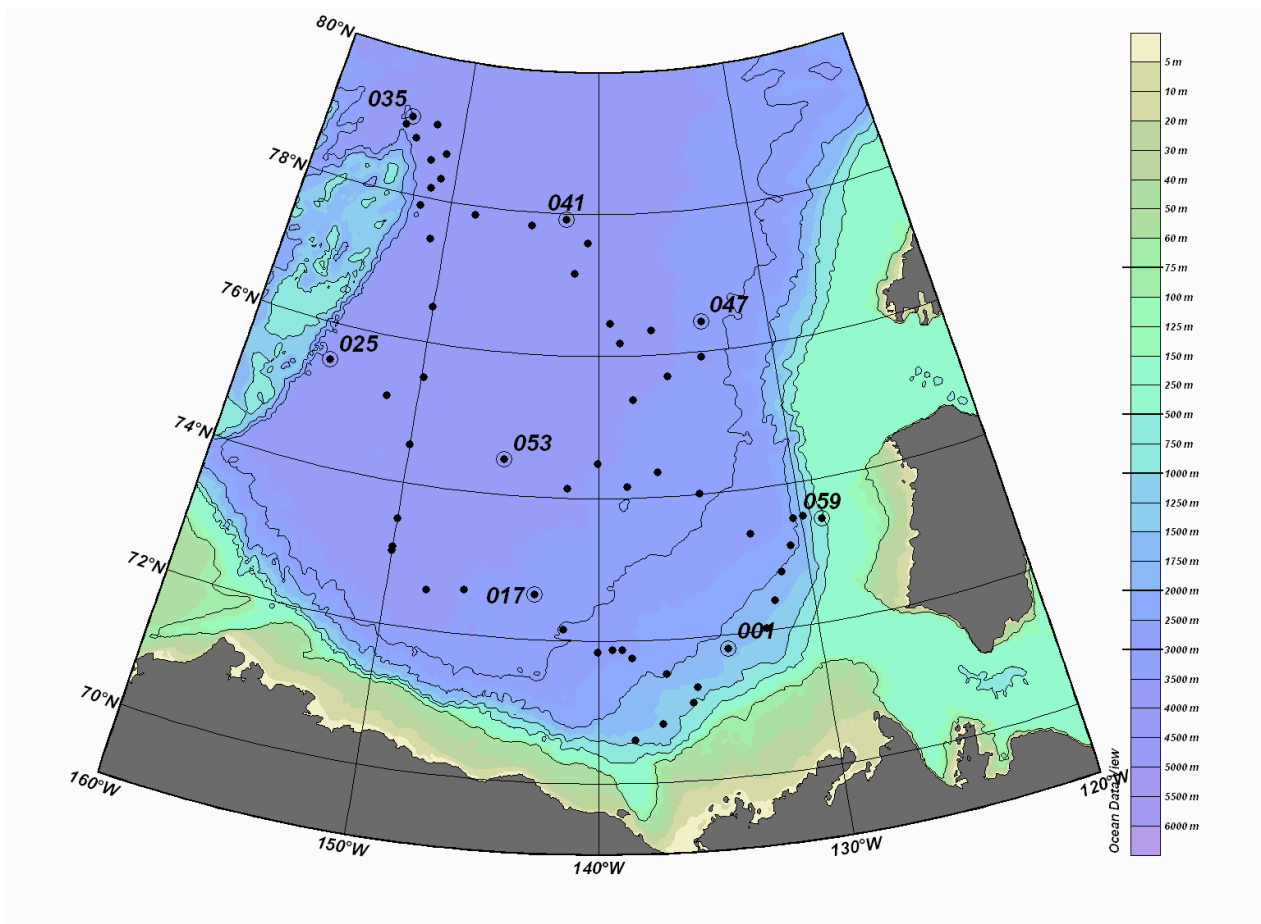 80°N
78°N
76°N
74°N
72°N
70°N
160°W
150°W
140°W
130°W
120°W
035
041
047
025
053
059
017
001
Ocean Data View
5 m
10 m
20 m
30 m
40 m
50 m
60 m
75 m
100 m
125 m
150 m
250 m
500 m
750 m
1000 m
1250 m
1500 m
1750 m
2000 m
2500 m
3000 m
3500 m
4000 m
4500 m
5000 m
5500 m
6000 m